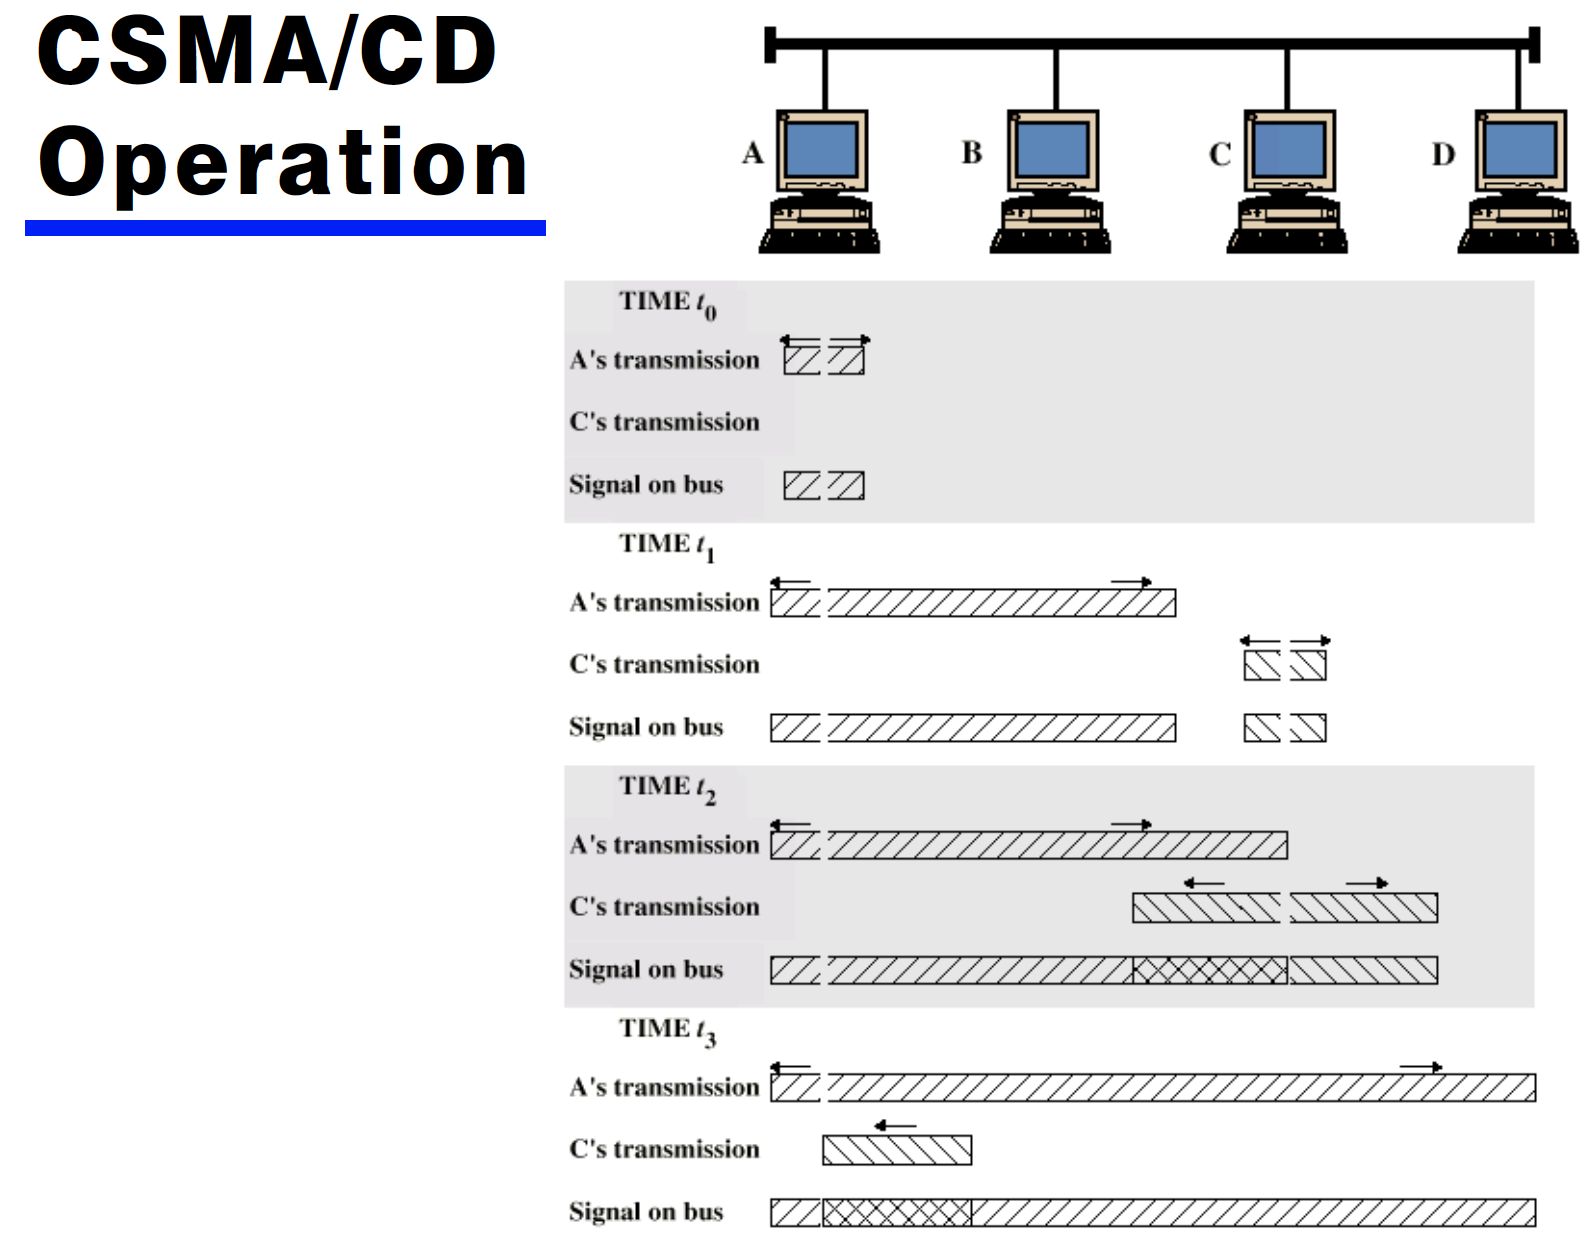 CSMA/CD
Operation
A B C D
TIME t0
A's transmission
C's transmission
Signal on bus
TIME t1
A's transmission
C's transmission
Signal on bus
TIME t2
A's transmission
C's transmission
Signal on bus
TIME t3
A's transmission
C's transmission
Signal on bus